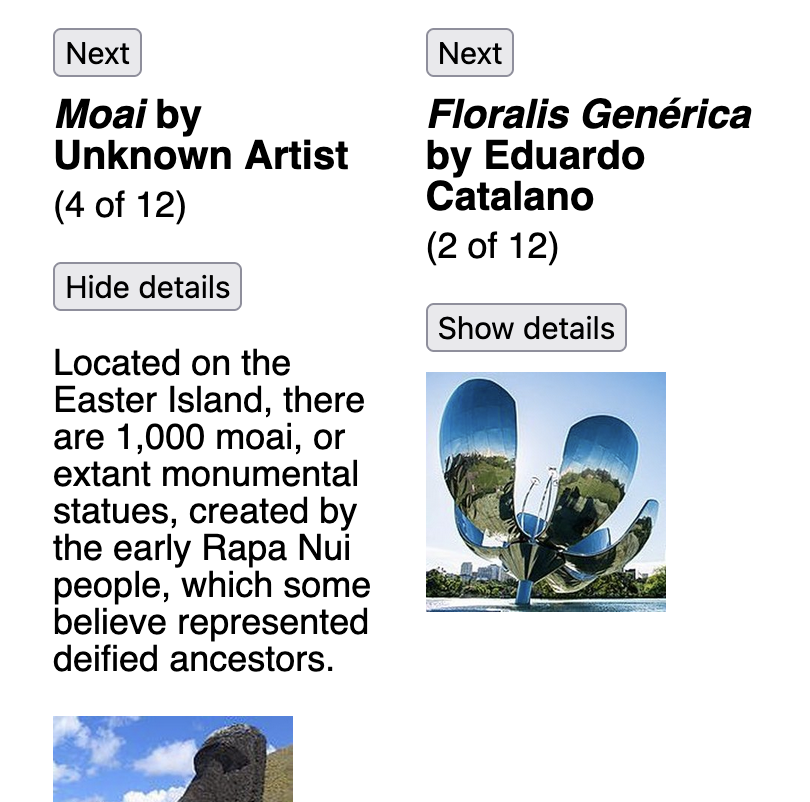 Next
Moai by
Unknown Artist
(4 of 12)
Hide details
Located on the
Easter Island, there
are 1,000 moai, or
extant monumental
statues, created by
the early Rapa Nui
people, which some
believe represented
deified ancestors.
Next
Floralis Genérica
by Eduardo
Catalano
(2 of 12)
Show details